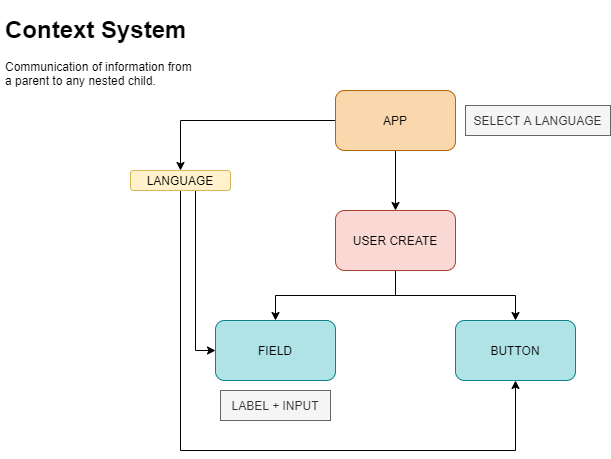 Context System
Communication of information from
a parent to any nested child.
APP
SELECT A LANGUAGE
LANGUAGE
USER CREATE
FIELD
BUTTON
LABEL + INPUT